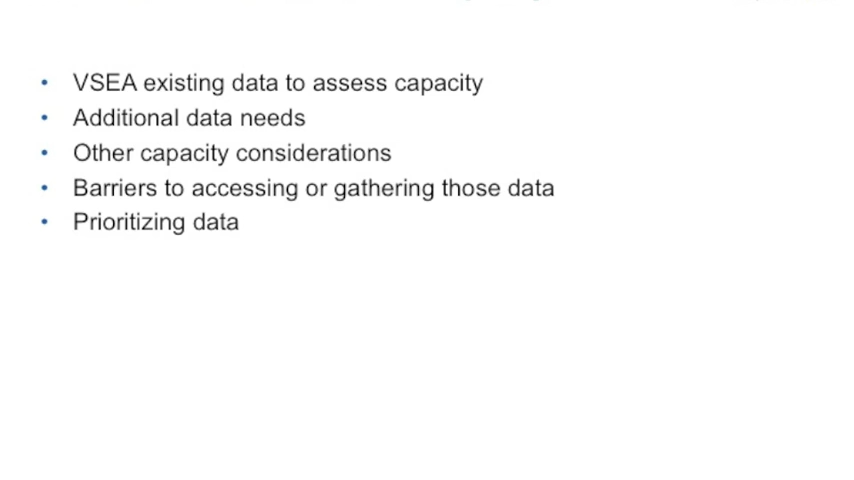 • VSEA existing data to assess capacity
• Additional data needs
• Other capacity considerations
• Barriers to accessing or gathering those data
• Prioritizing data